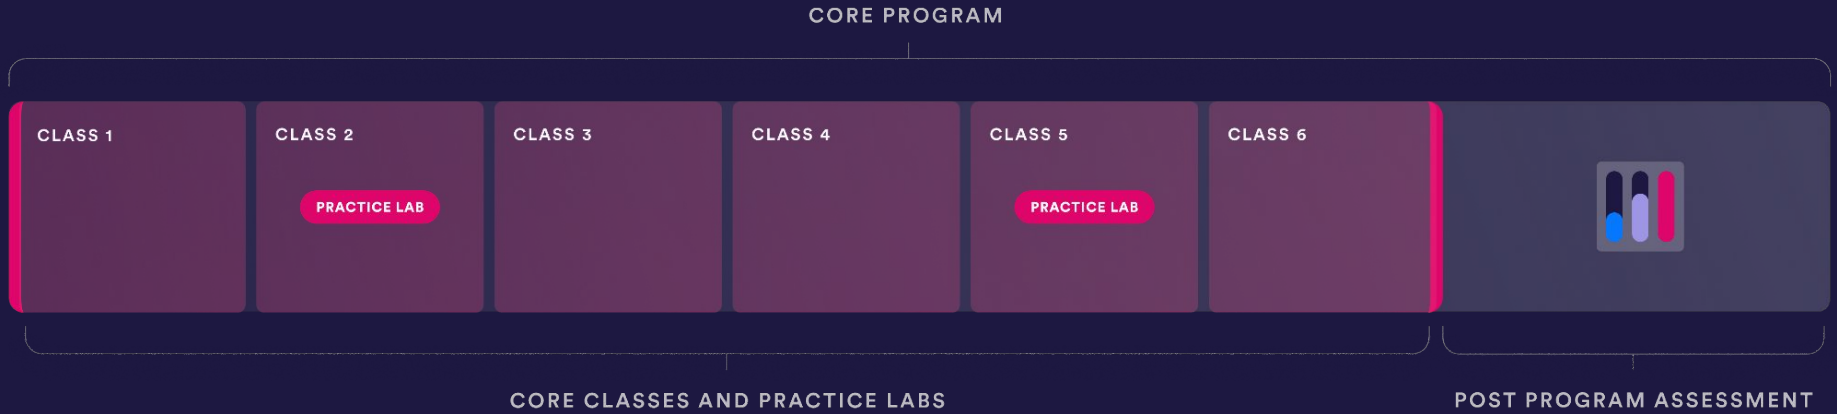 CORE PROGRAM
CLASS 1
CLASS 2
CLASS 3
CLASS 4
CLASS 5
CLASS 6
PRACTICE LAB
PRACTICE LAB
CORE CLASSES AND PRACTICE LABS
POST PROGRAM ASSESSMENT